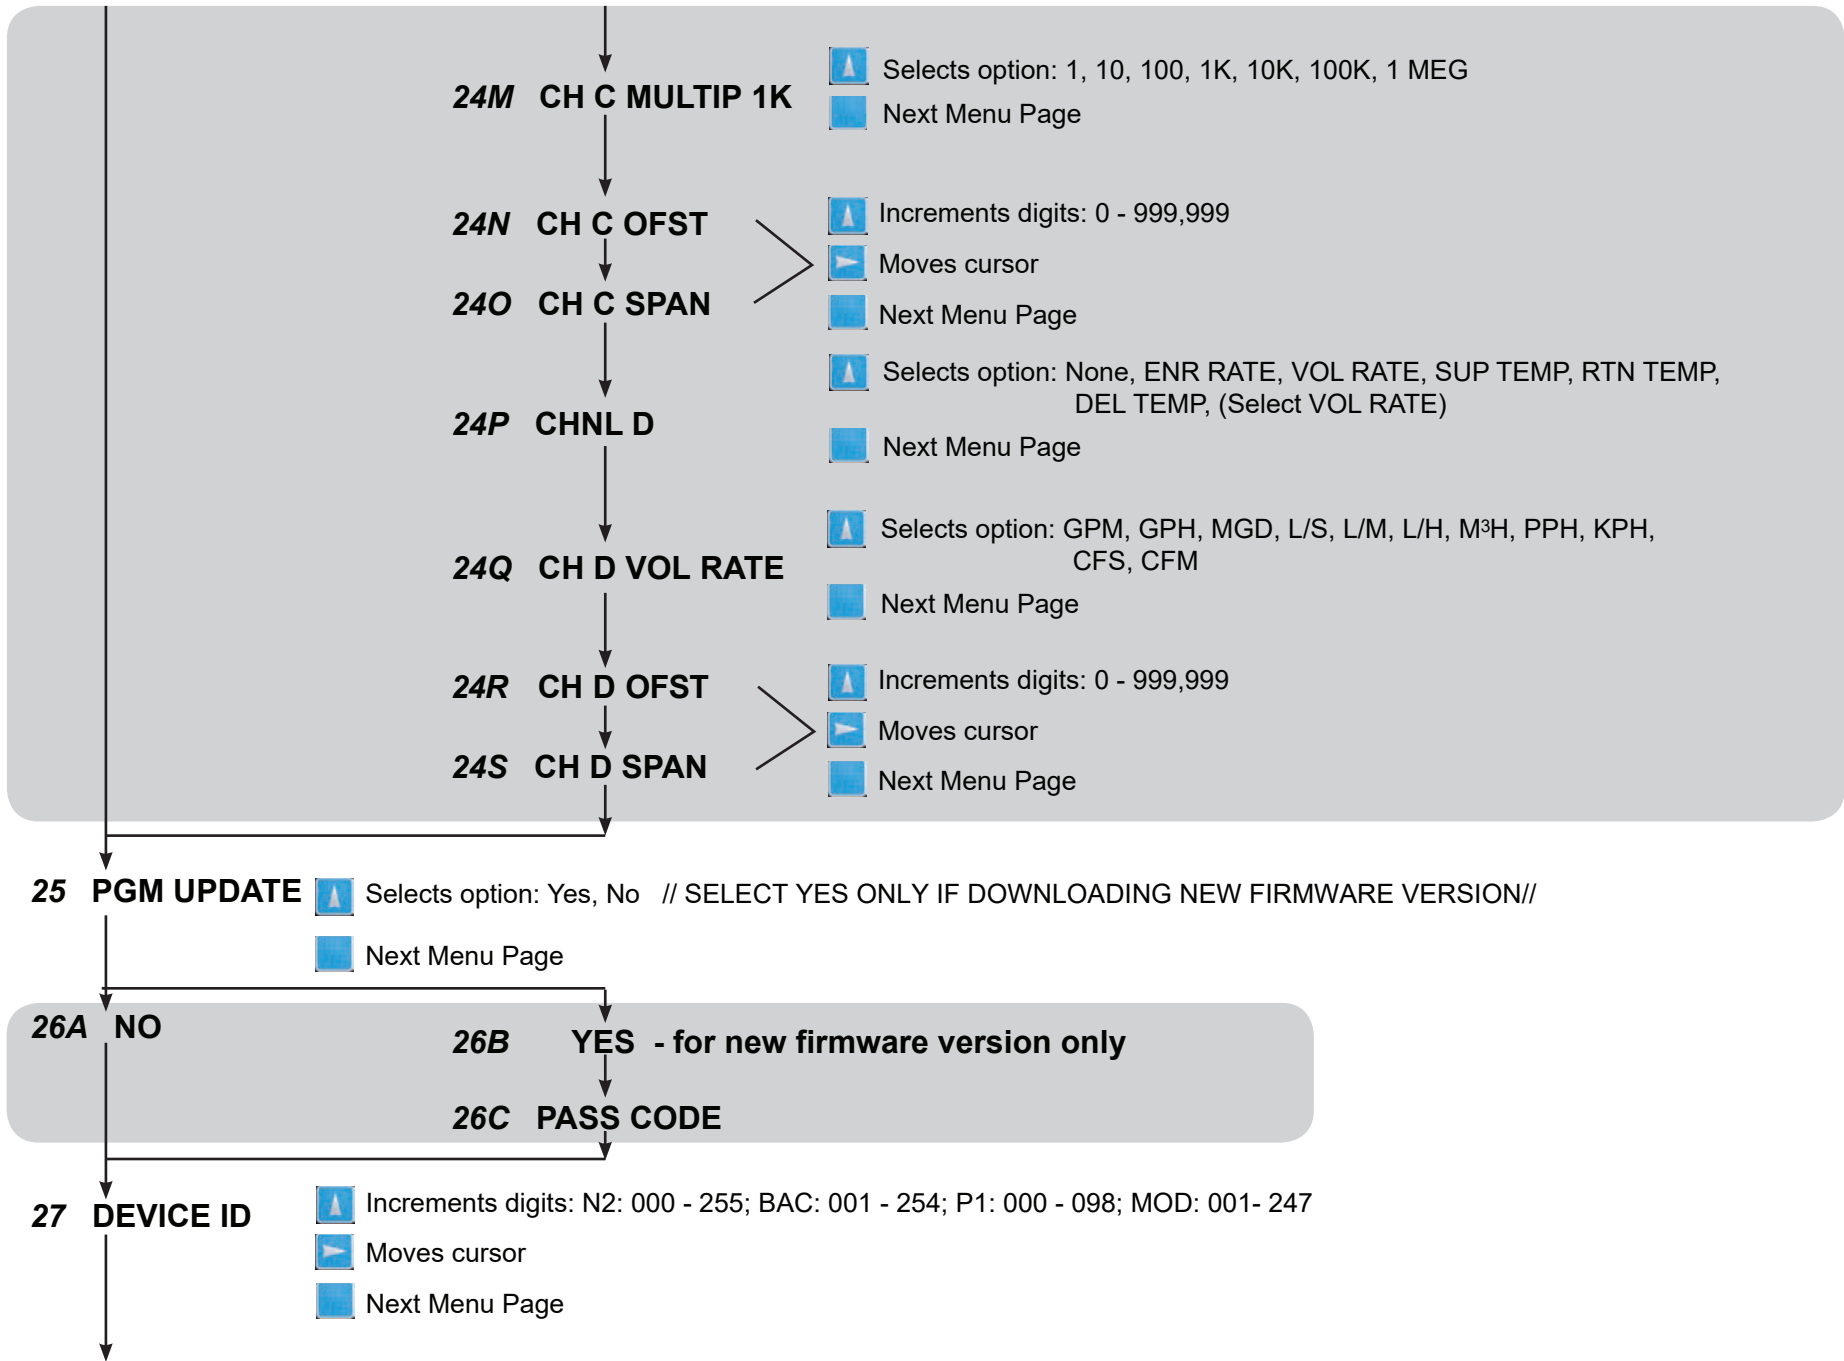 24M CH C MULTIP 1K
Selects option: 1, 10, 100, 1K, 10K, 100K, 1 MEG
Next Menu Page
24N CH C OFST
24O CH C SPAN
Increments digits: 0 - 999,999
Moves cursor
Next Menu Page
24P CHNL D
Selects option: None, ENR RATE, VOL RATE, SUP TEMP, RTN TEMP,
DEL TEMP, (Select VOL RATE)
Next Menu Page
24Q CH D VOL RATE
Selects option: GPM, GPH, MGD, L/S, L/M, L/H, M³H, PPH, KPH,
CFS, CFM
Next Menu Page
24R CH D OFST
24S CH D SPAN
Increments digits: 0 - 999,999
Moves cursor
Next Menu Page
25 PGM UPDATE
Selects option: Yes, No // SELECT YES ONLY IF DOWNLOADING NEW FIRMWARE VERSION//
Next Menu Page
26A NO
26B YES - for new firmware version only
26C PASS CODE
27 DEVICE ID
Increments digits: N2: 000 - 255; BAC: 001 - 254; P1: 000 - 098; MOD: 001- 247
Moves cursor
Next Menu Page